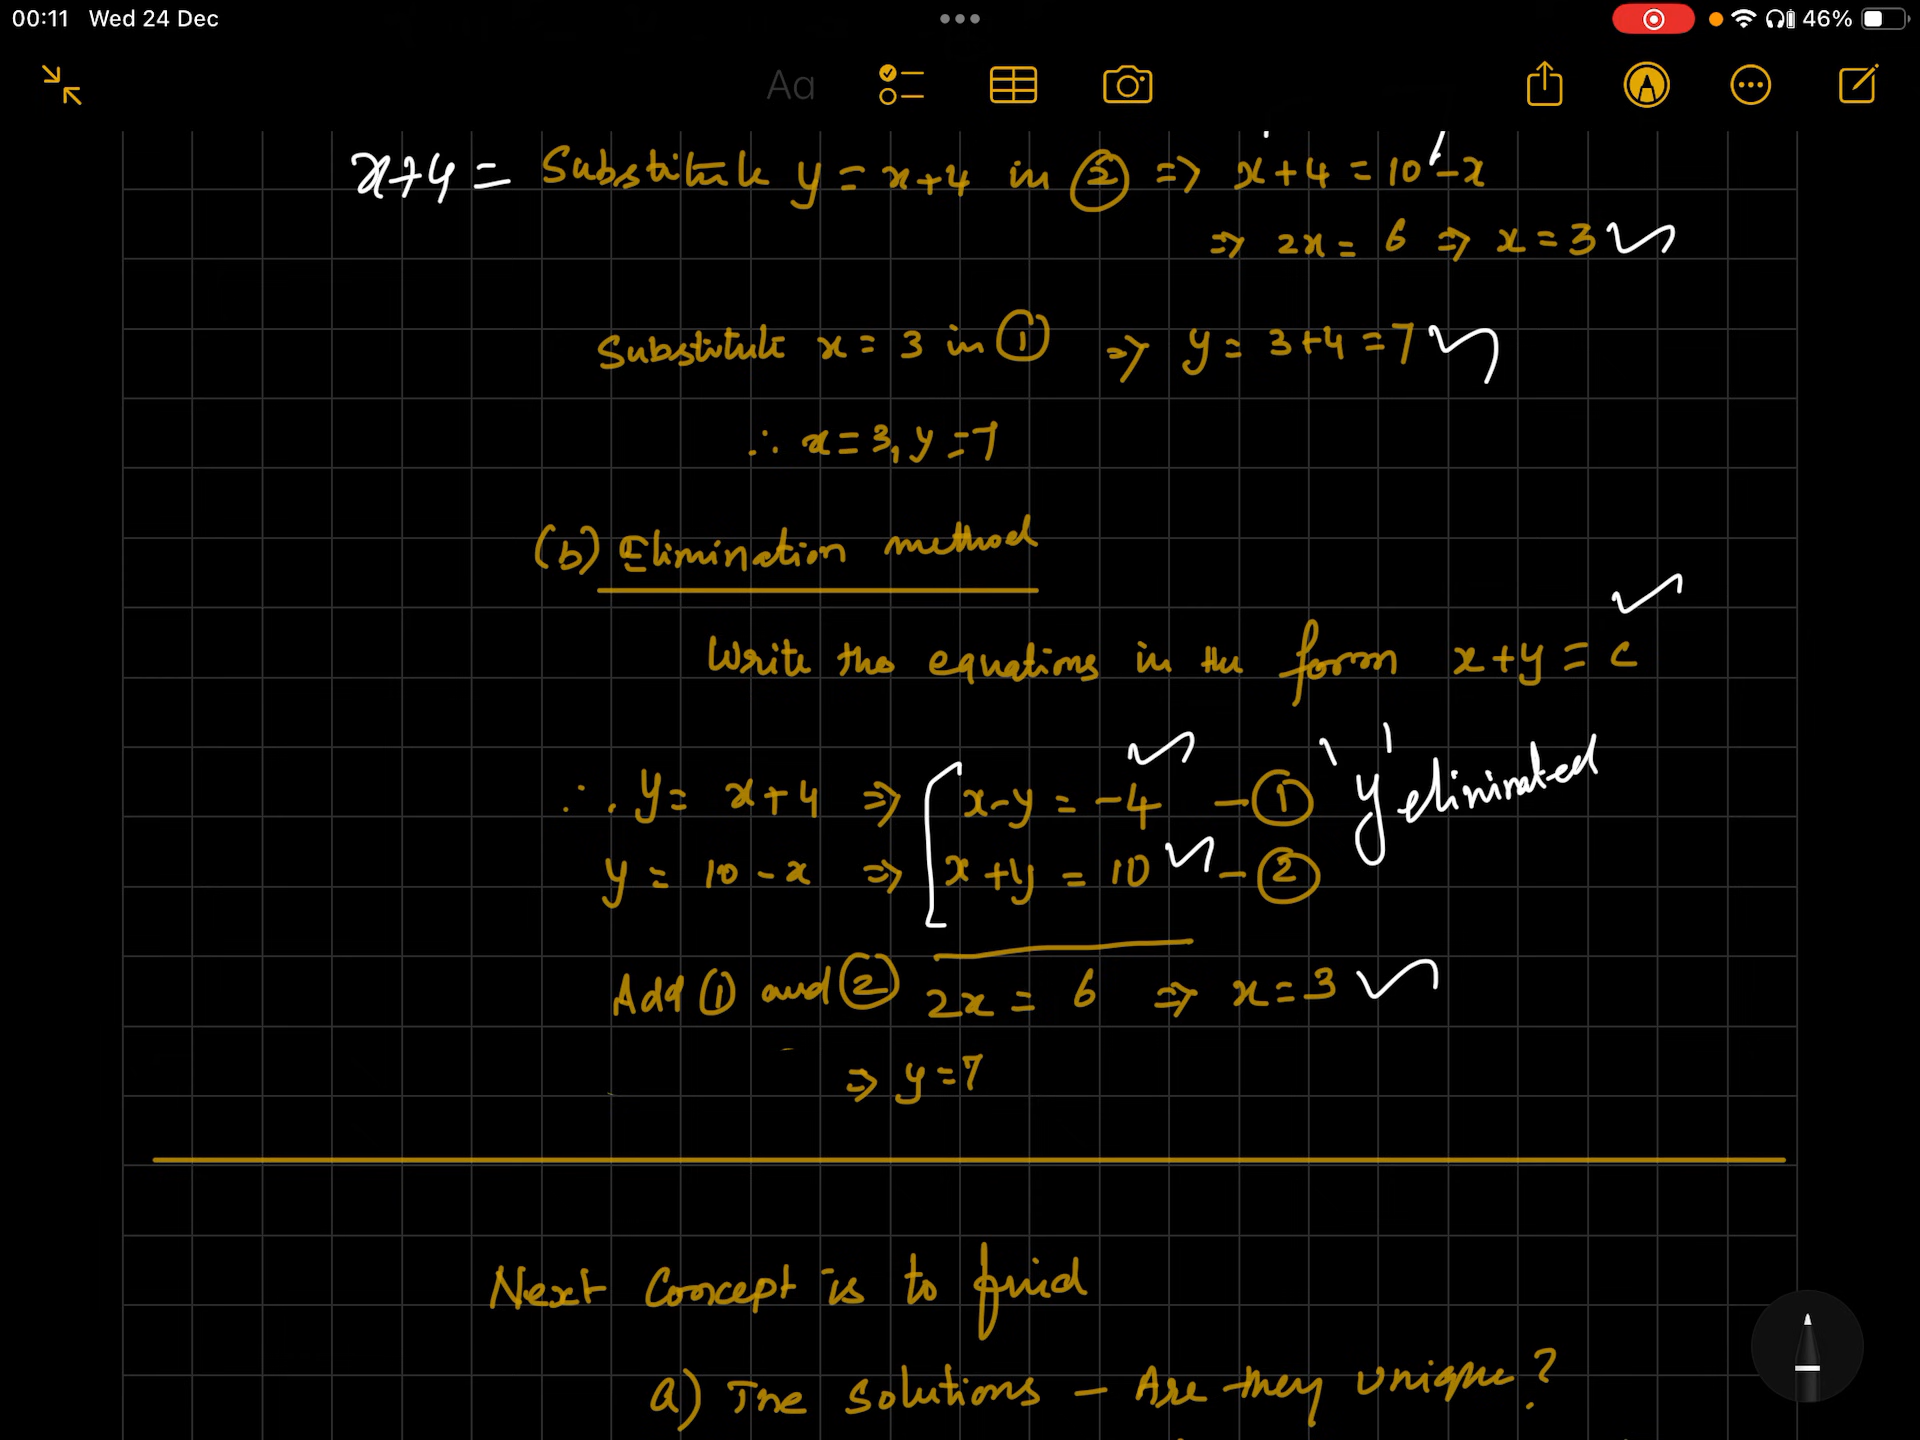 00:11 Wed 24 Dec
46%
Aa
x+4 = Substitute y = x+4 in ② => x+4 = 10-x
=> 2x = 6 => x = 3
Substitute x = 3 in ① => y = 3+4 = 7
∴ x = 3, y = 7
(b) Elimination method
Write the equations in the form x+y = c
∴ y = x+4 => x-y = -4 - ① 'y' eliminated
y = 10-x => x+y = 10 - ②
Add ① and ② 2x = 6 => x = 3
=> y = 7
Next Concept is to find
a) The solutions - Are they unique?